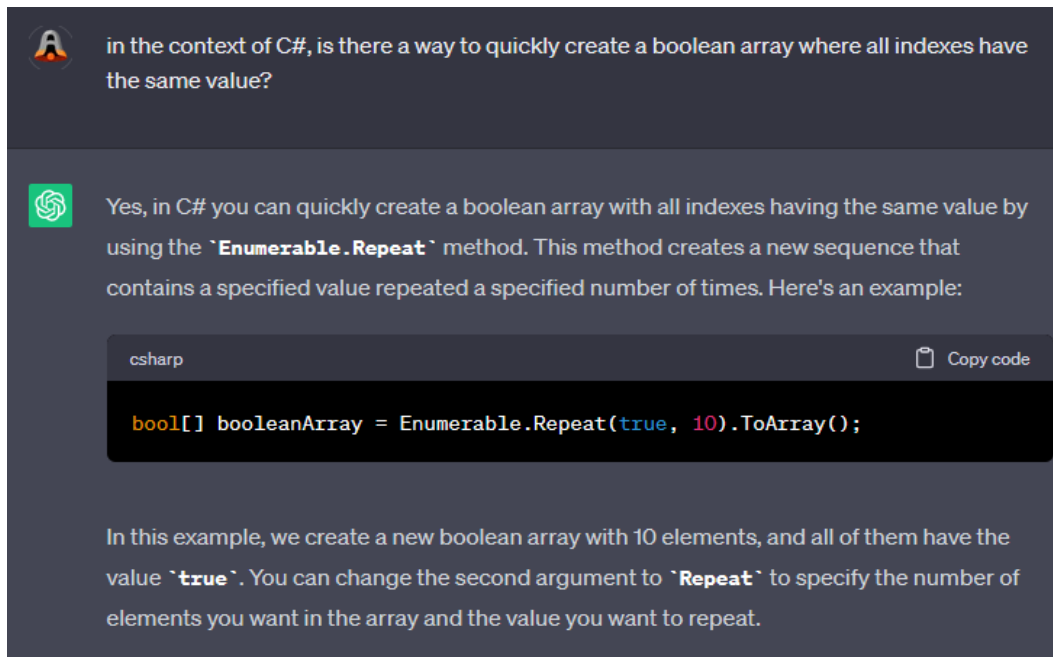 in the context of C#, is there a way to quickly create a boolean array where all indexes have
the same value?
Yes, in C# you can quickly create a boolean array with all indexes having the same value by
using the `Enumerable.Repeat` method. This method creates a new sequence that
contains a specified value repeated a specified number of times. Here's an example:
csharp Copy code
bool[] booleanArray = Enumerable.Repeat(true, 10).ToArray();
In this example, we create a new boolean array with 10 elements, and all of them have the
value `true`. You can change the second argument to `Repeat` to specify the number of
elements you want in the array and the value you want to repeat.